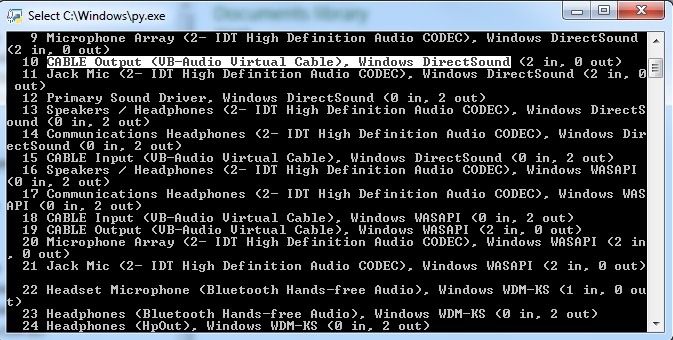 Documents library
Select C:\Windows\py.exe
9 Microphone Array (2- IDT High Definition Audio CODEC), Windows DirectSound
(2 in, 0 out)
10 CABLE Output (VB-Audio Virtual Cable), Windows DirectSound (2 in, 0 out)
11 Jack Mic (2- IDT High Definition Audio CODEC), Windows DirectSound (2 in, 0
out)
12 Primary Sound Driver, Windows DirectSound (0 in, 2 out)
13 Speakers / Headphones (2- IDT High Definition Audio CODEC), Windows DirectS
ound (0 in, 2 out)
14 Communications Headphones (2- IDT High Definition Audio CODEC), Windows Dir
ectSound (0 in, 2 out)
15 CABLE Input (VB-Audio Virtual Cable), Windows DirectSound (0 in, 2 out)
16 Speakers / Headphones (2- IDT High Definition Audio CODEC), Windows WASAPI
(0 in, 2 out)
17 Communications Headphones (2- IDT High Definition Audio CODEC), Windows WAS
API (0 in, 2 out)
18 CABLE Input (VB-Audio Virtual Cable), Windows WASAPI (0 in, 2 out)
19 CABLE Output (VB-Audio Virtual Cable), Windows WASAPI (2 in, 0 out)
20 Microphone Array (2- IDT High Definition Audio CODEC), Windows WASAPI (2 in
, 0 out)
21 Jack Mic (2- IDT High Definition Audio CODEC), Windows WASAPI (2 in, 0 out)
22 Headset Microphone (Bluetooth Hands-free Audio), Windows WDM-KS (1 in, 0 ou
t)
23 Headphones (Bluetooth Hands-free Audio), Windows WDM-KS (0 in, 2 out)
24 Headphones (HpOut), Windows WDM-KS (0 in, 2 out)